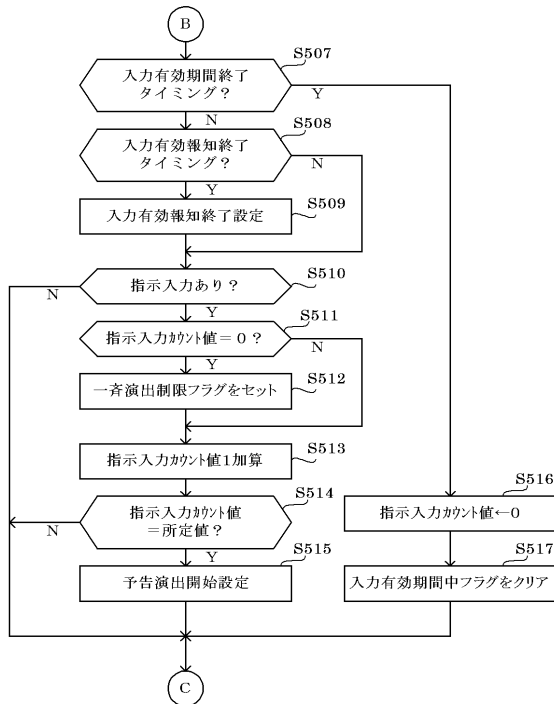 B
S507
入力有効期間終了
タイミング？
Y
N
S508
入力有効報知終了
タイミング？
N
Y
S509
入力有効報知終了設定
S510
指示入力あり？
N
Y
S511
指示入力カウント値＝０？
N
Y
S512
一斉演出制限フラグをセット
S513
指示入力カウント値1加算
S514
指示入力カウント値
＝所定値？
N
Y
S515
予告演出開始設定
S516
指示入力カウント値←0
S517
入力有効期間中フラグをクリア
C